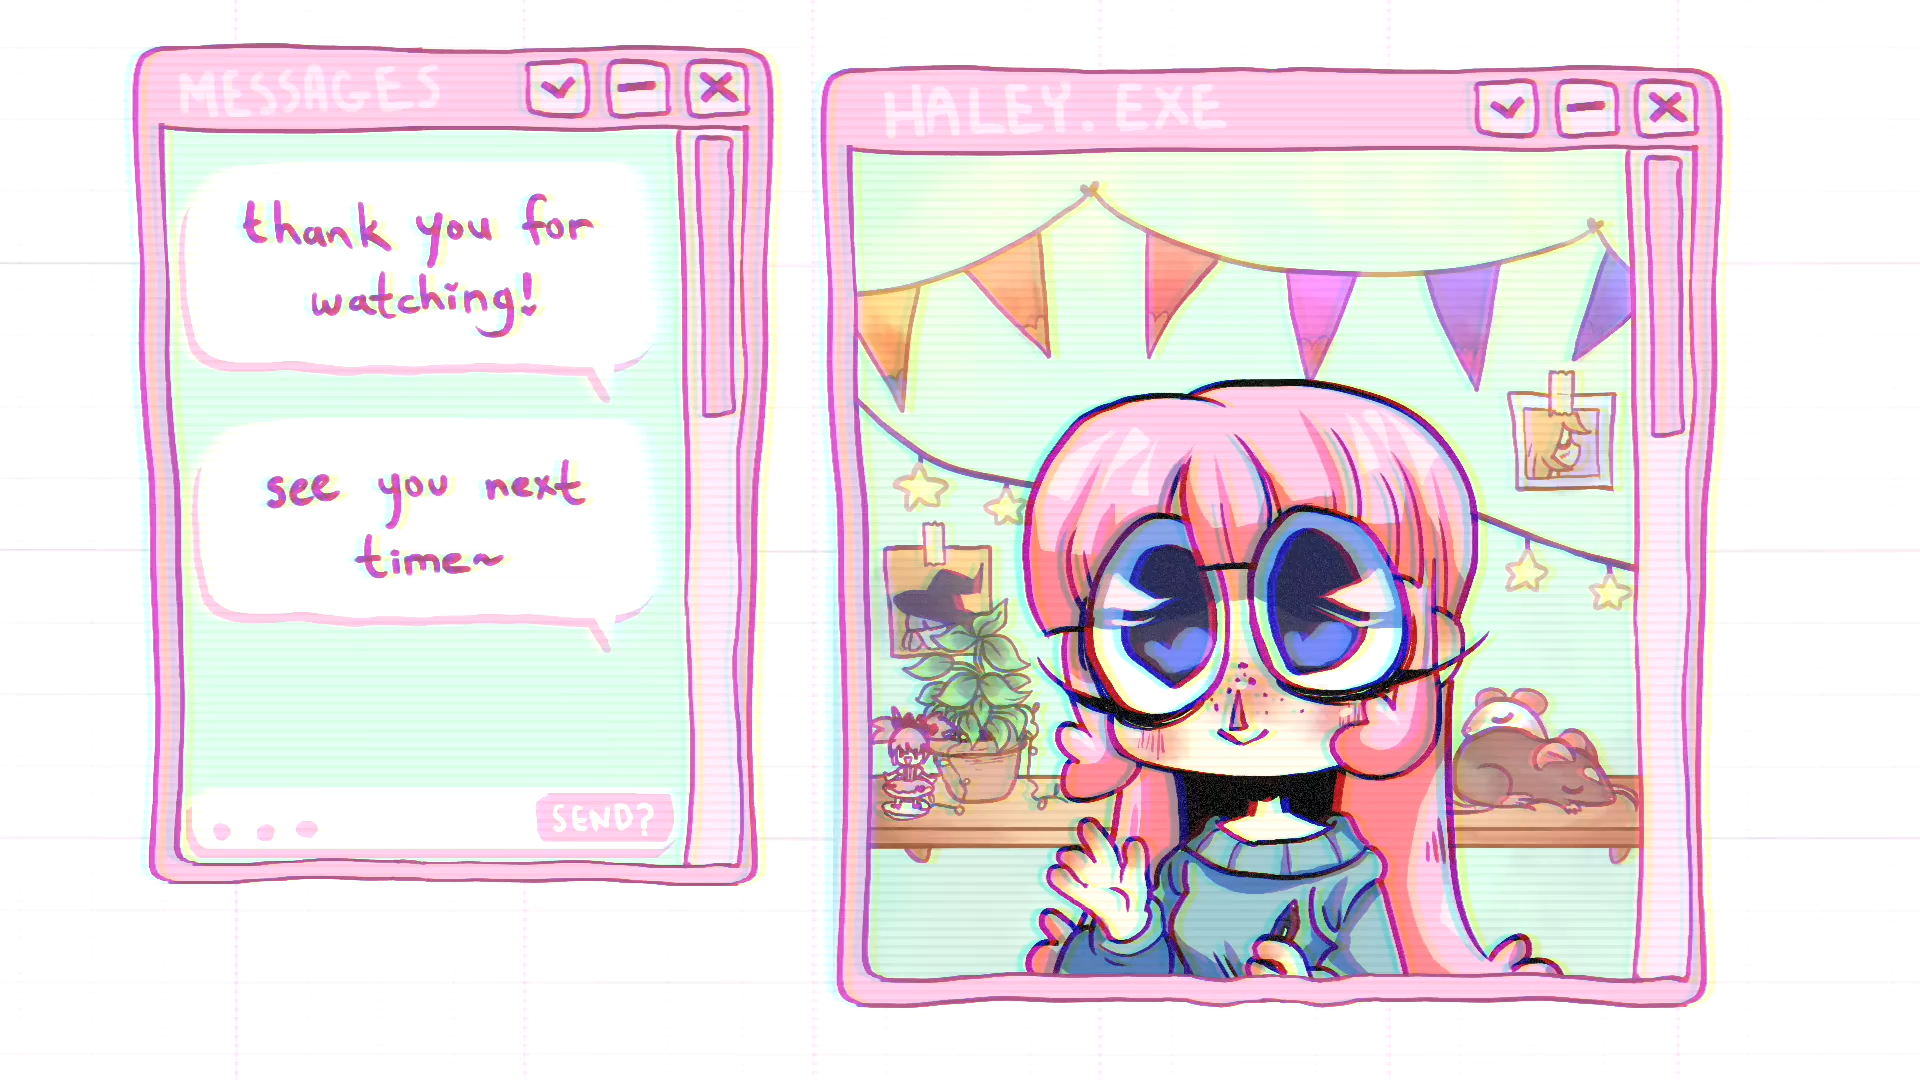 MESSAGES
thank you for
watching!
see you next
time~
SEND?
HALEY.EXE